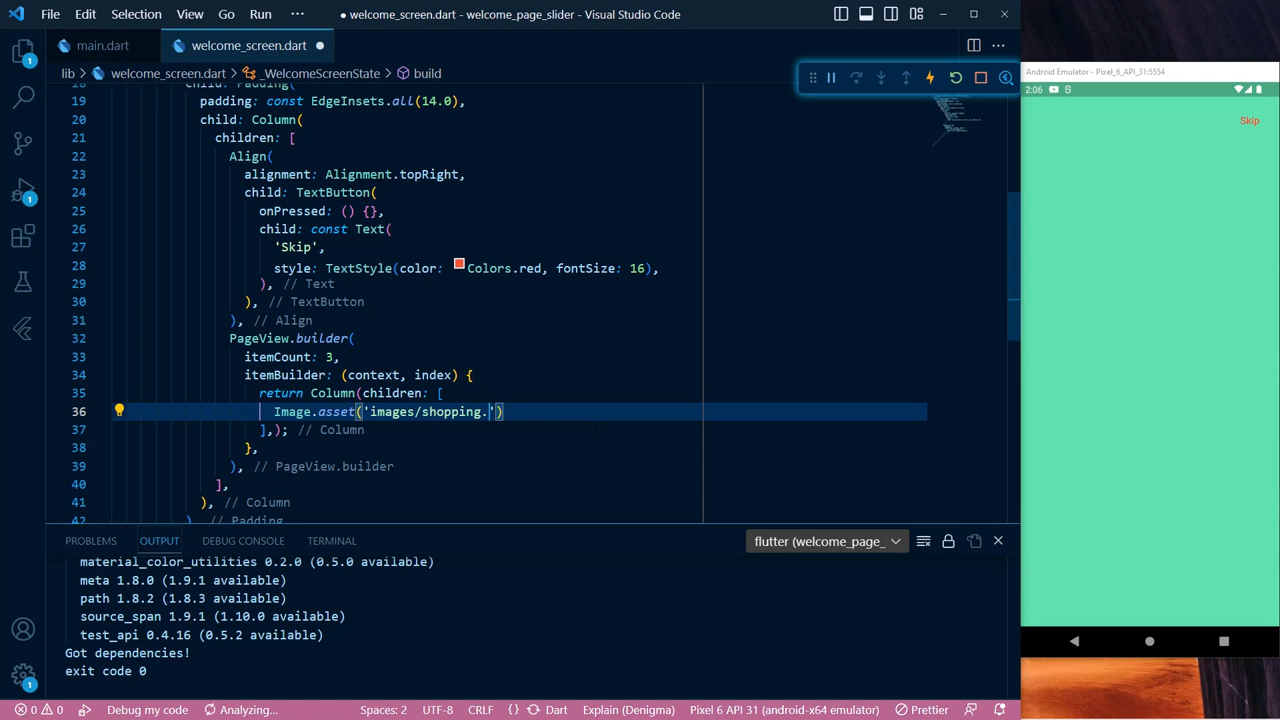 File Edit Selection View Go Run ··· ● welcome_screen.dart - welcome_page_slider - Visual Studio Code
main.dart welcome_screen.dart ●
lib > welcome_screen.dart > _WelcomeScreenState > build
18 child: Padding(
19 padding: const EdgeInsets.all(14.0),
20 child: Column(
21 children: [
22 Align(
23 alignment: Alignment.topRight,
24 child: TextButton(
25 onPressed: () {},
26 child: const Text(
27 'Skip',
28 style: TextStyle(color: Colors.red, fontSize: 16),
29 ), // Text
30 ), // TextButton
31 ), // Align
32 PageView.builder(
33 itemCount: 3,
34 itemBuilder: (context, index) {
35 return Column(children: [
36 Image.asset('images/shopping.')
37 ],); // Column
38 },
39 ), // PageView.builder
40 ],
41 ), // Column
42 ), // Padding
PROBLEMS OUTPUT DEBUG CONSOLE TERMINAL flutter (welcome_page_
material_color_utilities 0.2.0 (0.5.0 available)
meta 1.8.0 (1.9.1 available)
path 1.8.2 (1.8.3 available)
source_span 1.9.1 (1.10.0 available)
test_api 0.4.16 (0.5.2 available)
Got dependencies!
exit code 0
0 0 Debug my code Analyzing... Spaces: 2 UTF-8 CRLF {} Dart Explain (Denigma) Pixel 6 API 31 (android-x64 emulator) Prettier
1
1
1
Android Emulator - Pixel_6_API_31:5554
2:06
Skip